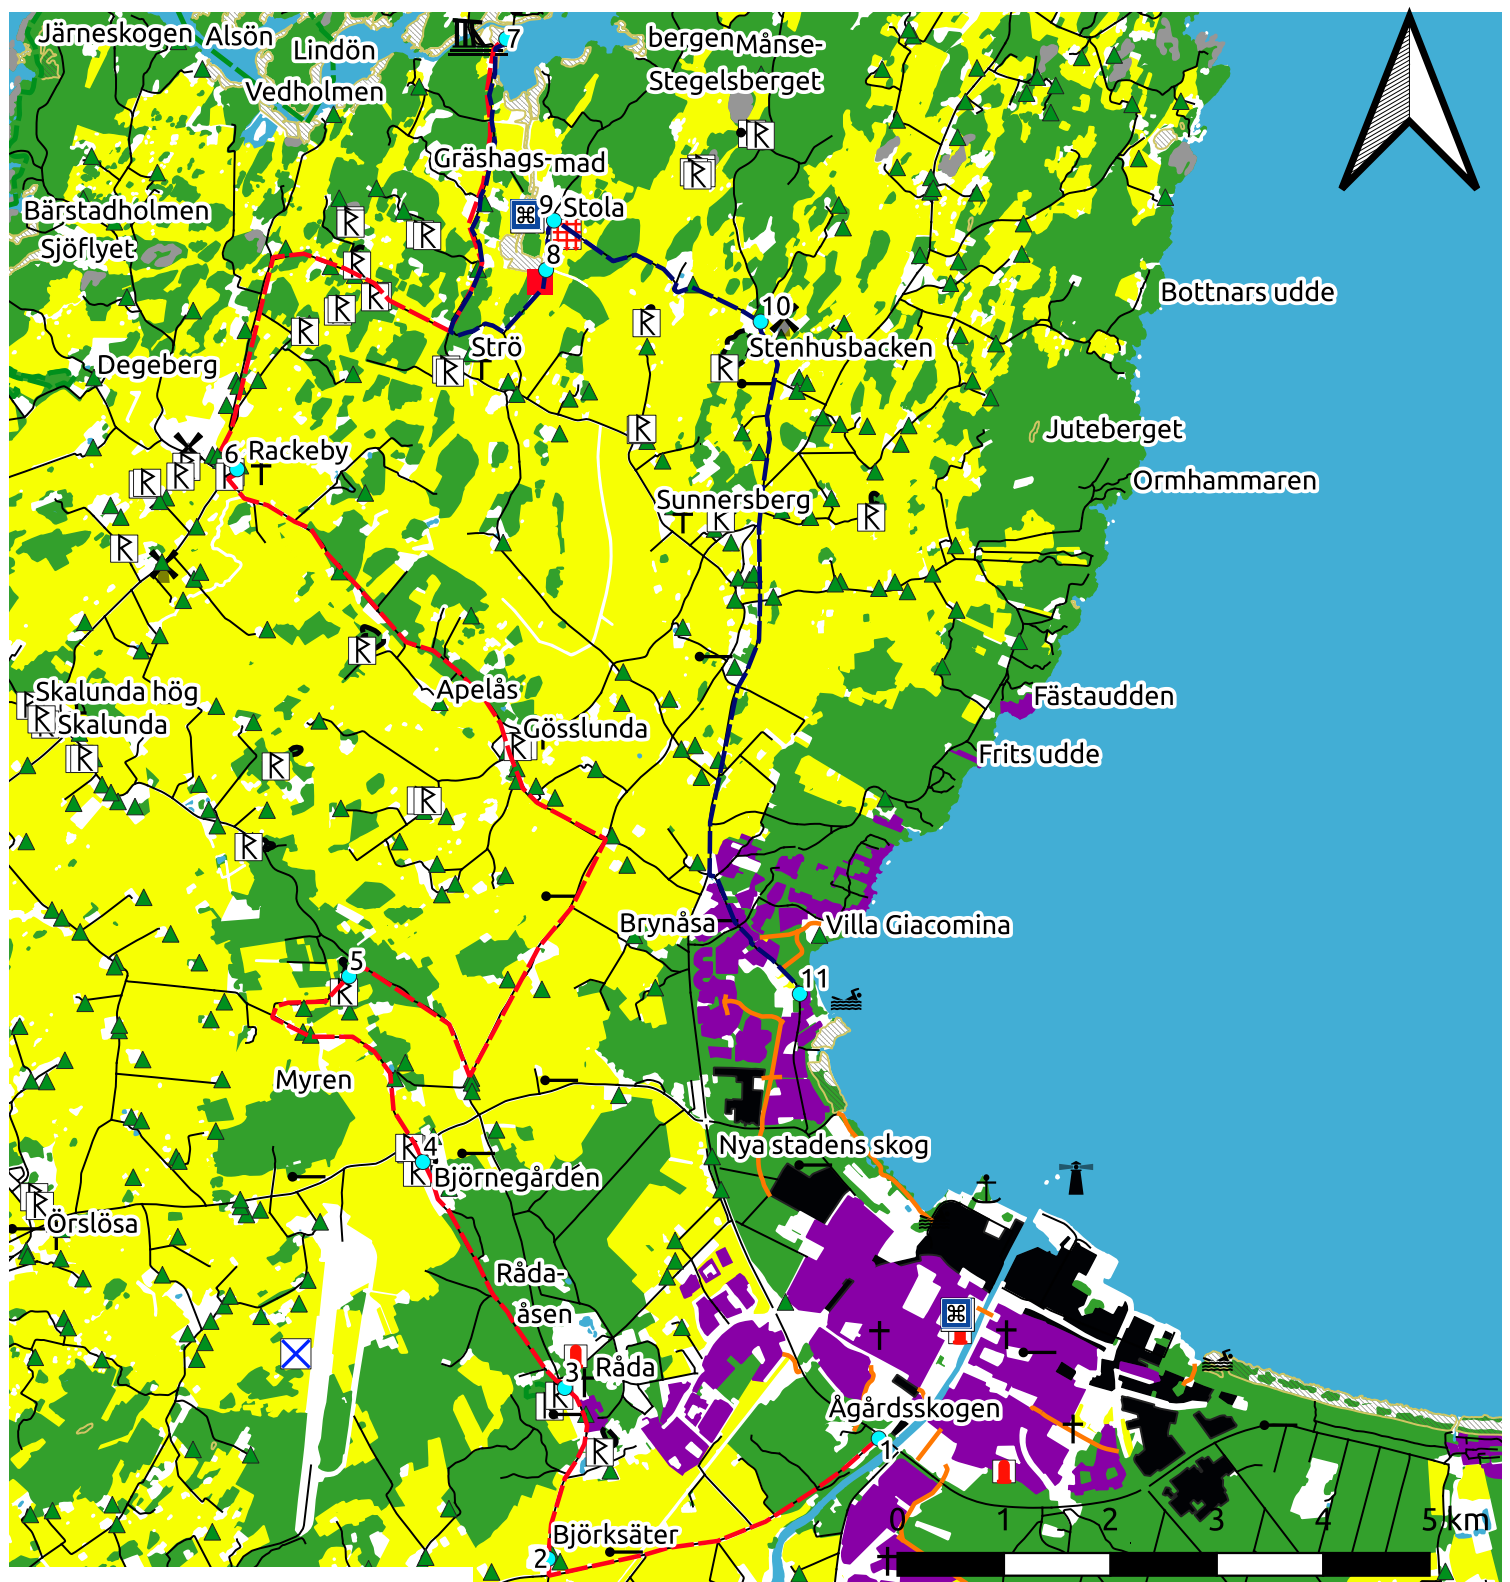 Järneskogen
Alsön
Lindön
Vedholmen
7
bergen
Månse-
Stegelsberget
Gräshags-mad
Bärstadholmen
Sjöflyet
9
Stola
8
Bottnars udde
10
Strö
Stenhusbacken
Degeberg
Juteberget
6
Rackeby
Ormhammaren
Sunnersberg
Skalunda hög
Skalunda
Apelås
Gösslunda
Fästaudden
Frits udde
Brynåsa
Villa Giacomina
5
11
Myren
4
Nya stadens skog
Björnegården
Örslösa
Råda-
åsen
3
Råda
Ågårdsskogen
1
Björksäter
2
0 1 2 3 4 5 km